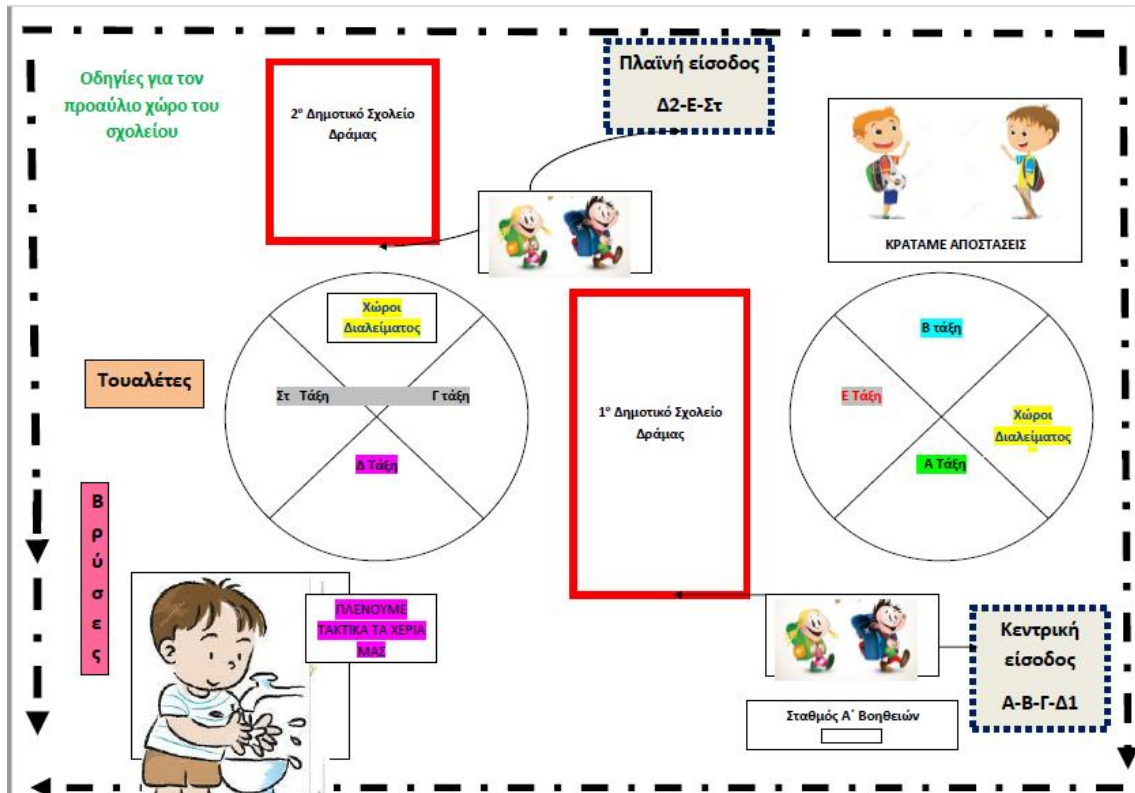 Οδηγίες για τον
προαύλιο χώρο του
σχολείου
2ο Δημοτικό Σχολείο
Δράμας
Πλαϊνή είσοδος
Δ2-Ε-Στ
ΚΡΑΤΑΜΕ ΑΠΟΣΤΑΣΕΙΣ
Χώροι
Διαλείματος
Στ Τάξη
Γ τάξη
Δ Τάξη
Τουαλέτες
1ο Δημοτικό Σχολείο
Δράμας
Β τάξη
Ε Τάξη
Χώροι
Διαλείματος
Α Τάξη
Β
ρ
ύ
σ
ε
ς
ΠΛΕΝΟΥΜΕ
ΤΑΚΤΙΚΑ ΤΑ ΧΕΡΙΑ
ΜΑΣ
Κεντρική
είσοδος
Α-Β-Γ-Δ1
Σταθμός Α΄ Βοηθειών